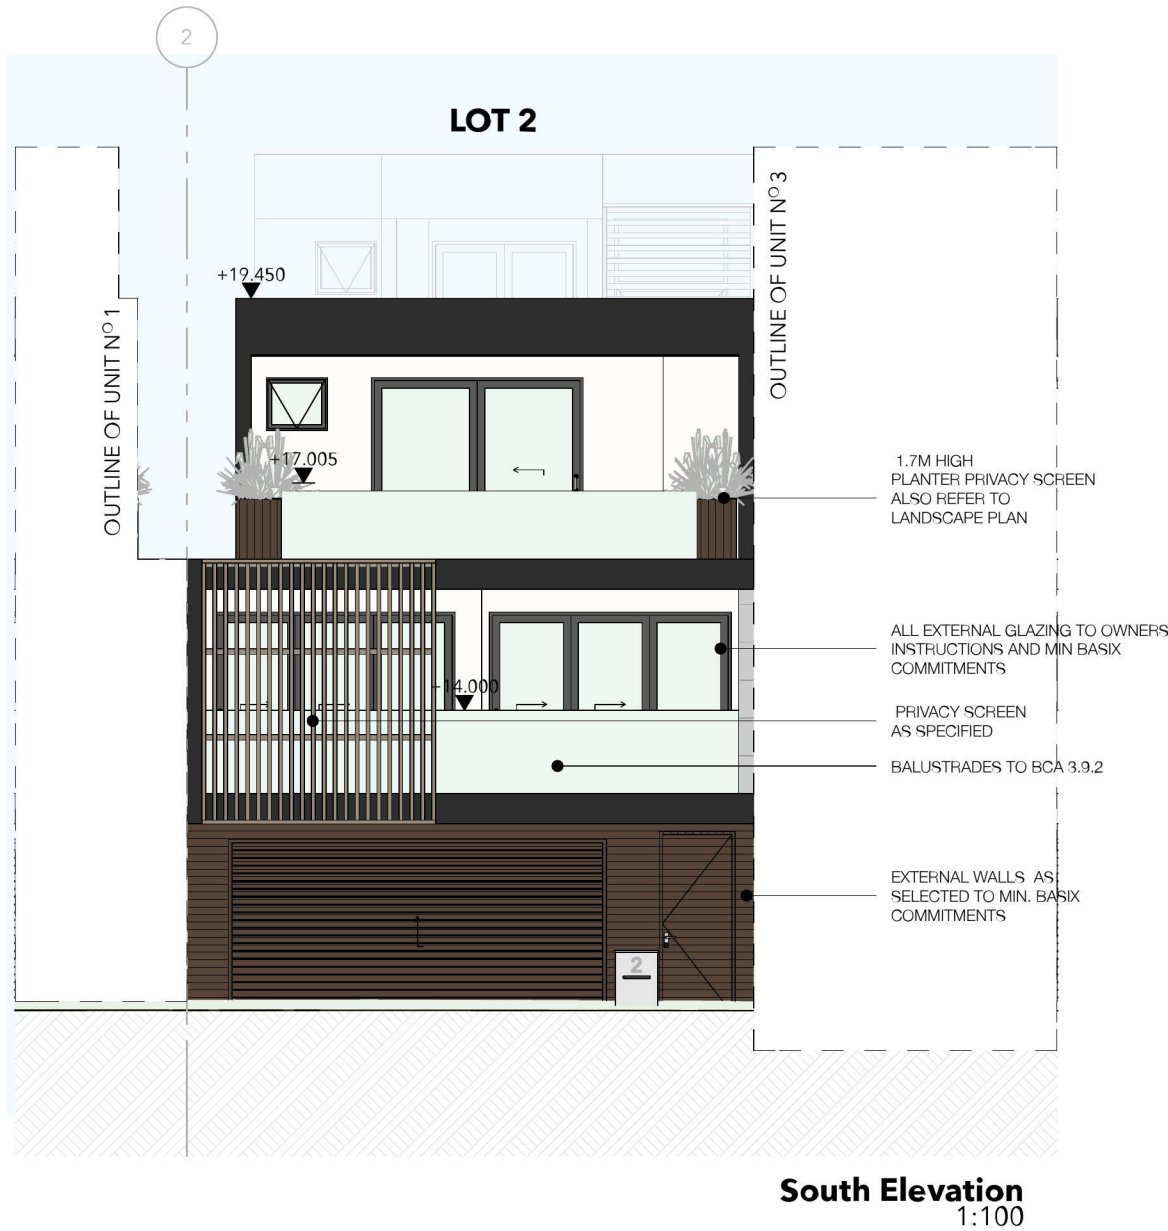 2
LOT 2
OUTLINE OF UNIT Nº 3
+19.450
OUTLINE OF UNIT Nº 1
+17.005
1.7M HIGH
PLANTER PRIVACY SCREEN
ALSO REFER TO
LANDSCAPE PLAN
ALL EXTERNAL GLAZING TO OWNERS
INSTRUCTIONS AND MIN BASIX
COMMITMENTS
+14.000
PRIVACY SCREEN
AS SPECIFIED
BALUSTRADES TO BCA 3.9.2
EXTERNAL WALLS AS
SELECTED TO MIN. BASIX
COMMITMENTS
2
South Elevation
1:100